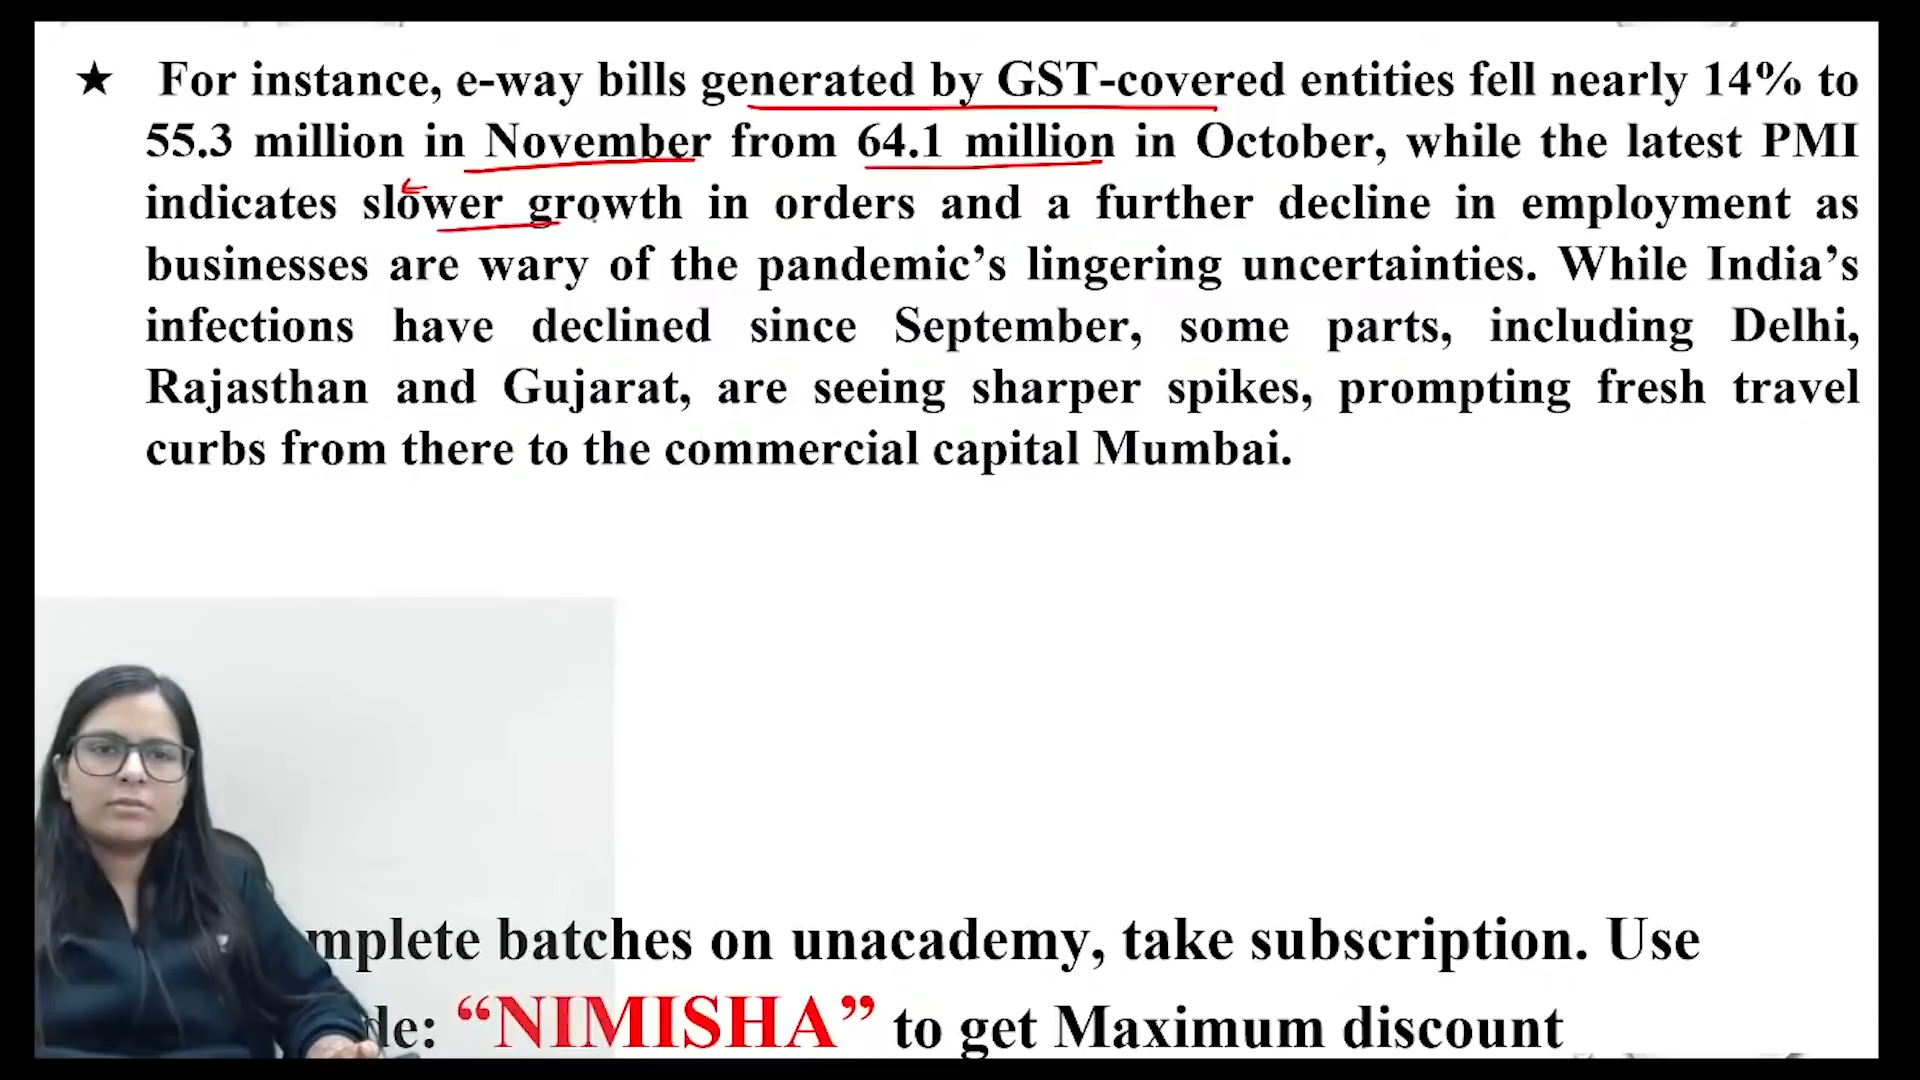 ★ For instance, e-way bills generated by GST-covered entities fell nearly 14% to
55.3 million in November from 64.1 million in October, while the latest PMI
indicates slower growth in orders and a further decline in employment as
businesses are wary of the pandemic’s lingering uncertainties. While India’s
infections have declined since September, some parts, including Delhi,
Rajasthan and Gujarat, are seeing sharper spikes, prompting fresh travel
curbs from there to the commercial capital Mumbai.
mplete batches on unacademy, take subscription. Use
de: “NIMISHA” to get Maximum discount